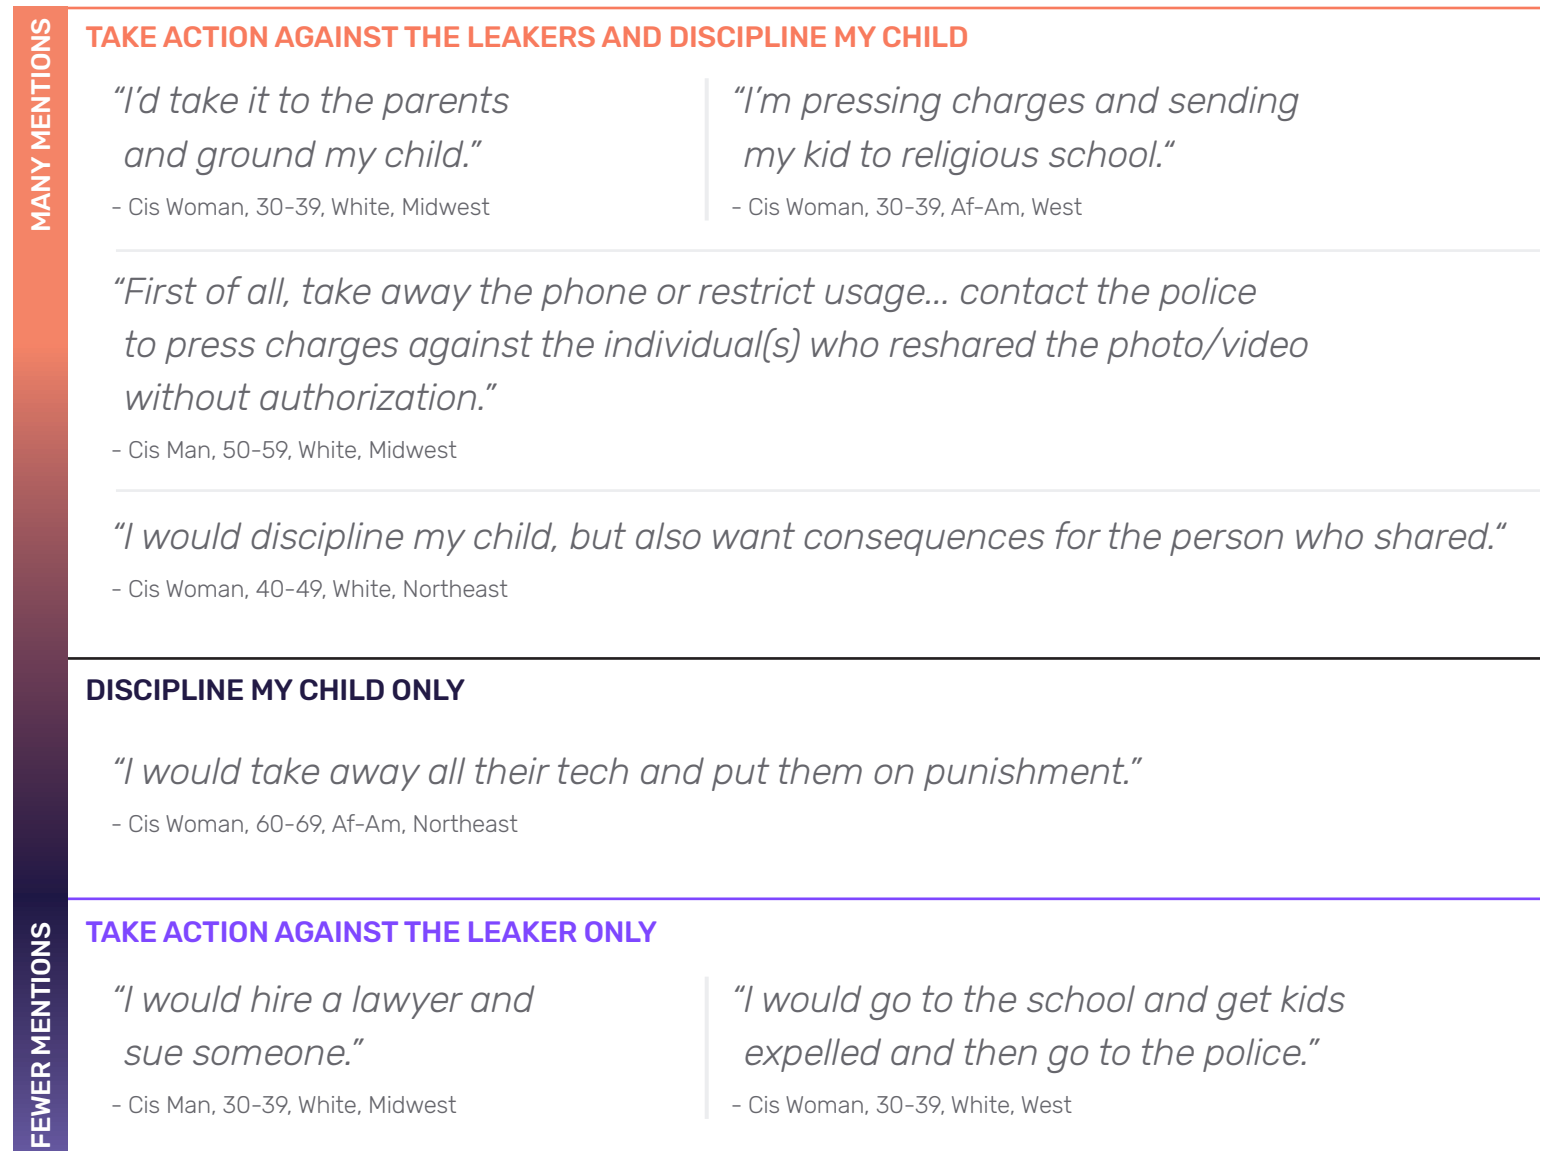 MANY MENTIONS
TAKE ACTION AGAINST THE LEAKERS AND DISCIPLINE MY CHILD
“I’d take it to the parents
and ground my child.”
- Cis Woman, 30-39, White, Midwest
“I’m pressing charges and sending
my kid to religious school.“
- Cis Woman, 30-39, Af-Am, West
“First of all, take away the phone or restrict usage... contact the police
to press charges against the individual(s) who reshared the photo/video
without authorization.”
- Cis Man, 50-59, White, Midwest
“I would discipline my child, but also want consequences for the person who shared.“
- Cis Woman, 40-49, White, Northeast
DISCIPLINE MY CHILD ONLY
“I would take away all their tech and put them on punishment.”
- Cis Woman, 60-69, Af-Am, Northeast
FEWER MENTIONS
TAKE ACTION AGAINST THE LEAKER ONLY
“I would hire a lawyer and
sue someone.”
- Cis Man, 30-39, White, Midwest
“I would go to the school and get kids
expelled and then go to the police.”
- Cis Woman, 30-39, White, West